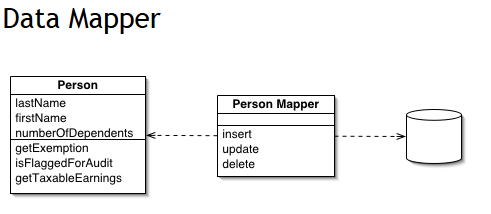 Data Mapper
Person
lastName
firstName
numberOfDependents
getExemption
isFlaggedForAudit
getTaxableEarnings
Person Mapper
insert
update
delete